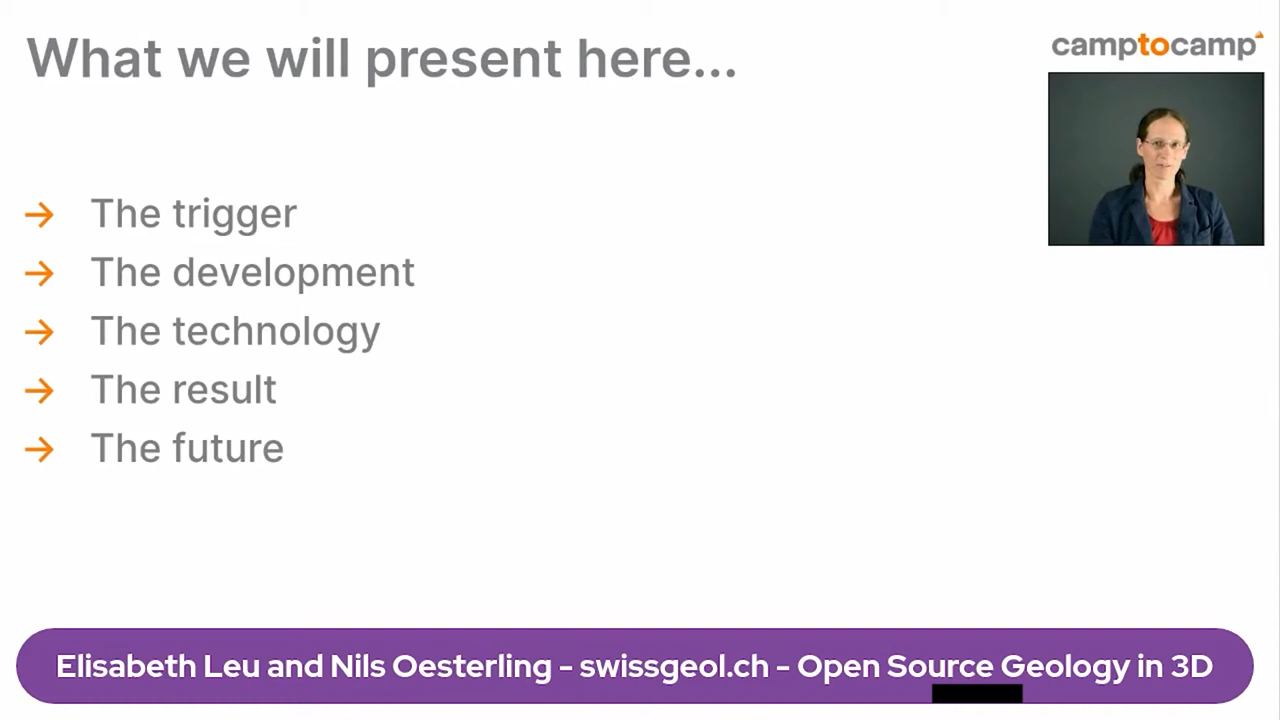 What we will present here...
camptocamp
→ The trigger
→ The development
→ The technology
→ The result
→ The future
Elisabeth Leu and Nils Oesterling - swissgeol.ch - Open Source Geology in 3D